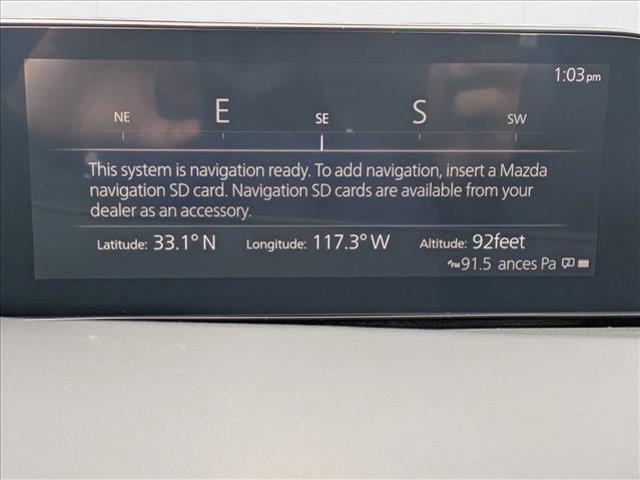 1:03pm
NE E SE S SW
This system is navigation ready. To add navigation, insert a Mazda
navigation SD card. Navigation SD cards are available from your
dealer as an accessory.
Latitude: 33.1° N Longitude: 117.3° W Altitude: 92feet
FM 91.5 ances Pa